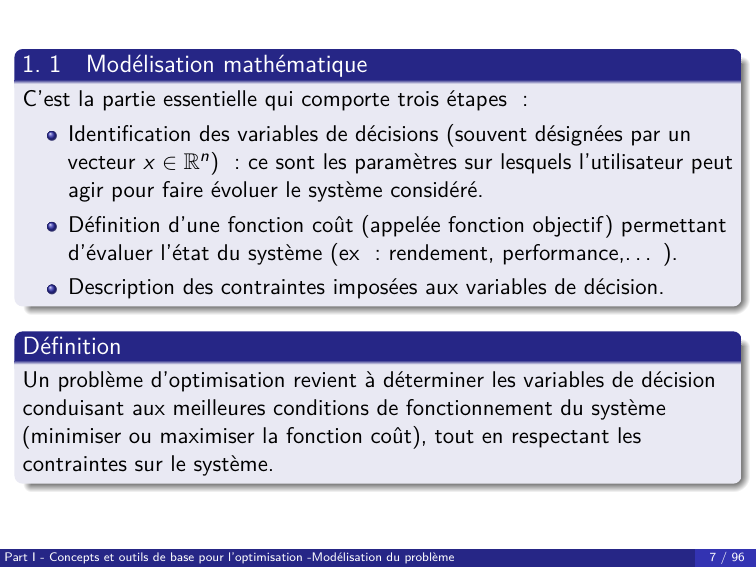 1. 1 Modélisation mathématique
C'est la partie essentielle qui comporte trois étapes :
Identification des variables de décisions (souvent désignées par un
vecteur x ∈ ℝⁿ) : ce sont les paramètres sur lesquels l'utilisateur peut
agir pour faire évoluer le système considéré.
Définition d'une fonction coût (appelée fonction objectif) permettant
d'évaluer l'état du système (ex : rendement, performance,. . . ).
Description des contraintes imposées aux variables de décision.
Définition
Un problème d'optimisation revient à déterminer les variables de décision
conduisant aux meilleures conditions de fonctionnement du système
(minimiser ou maximiser la fonction coût), tout en respectant les
contraintes sur le système.
Part I - Concepts et outils de base pour l'optimisation -Modélisation du problème 7 / 96